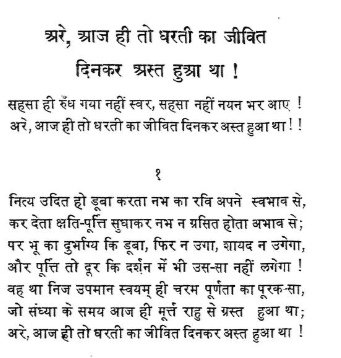 अरे, आज ही तो धरती का जीवित
दिनकर अस्त हुआ था !
सहसा ही रुँध गया नहीं स्वर, सहसा नहीं नयन भर आए !
अरे, आज ही तो धरती का जीवित दिनकर अस्त हुआ था ! !
१
नित्य उदित हो डूबा करता नभ का रवि अपने स्वभाव से,
कर देता क्षति-पूर्त्ति सुधाकर नभ न ग्रसित होता अभाव से;
पर भू का दुर्भाग्य कि डूबा, फिर न उगा, शायद न उगेगा,
और पूर्त्ति तो दूर कि दर्शन में भी उस-सा नहीं लगेगा !
वह था निज उपमान स्वयम् ही चरम पूर्णता का पूरक-सा,
जो संध्या के समय आज ही मूर्त्त राहु से ग्रस्त हुआ था;
अरे, आज ही तो धरती का जीवित दिनकर अस्त हुआ था !